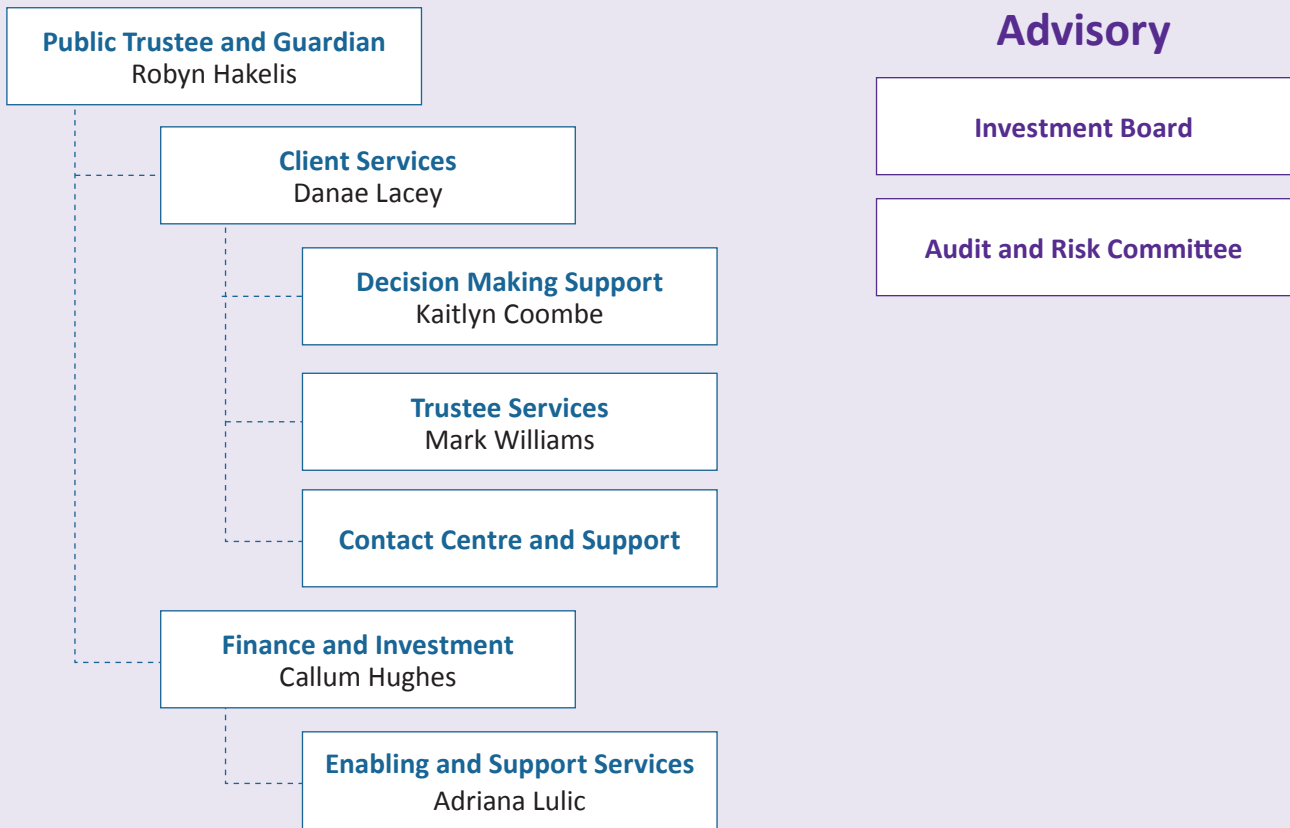 Public Trustee and Guardian
Robyn Hakelis
Client Services
Danae Lacey
Decision Making Support
Kaitlyn Coombe
Trustee Services
Mark Williams
Contact Centre and Support
Finance and Investment
Callum Hughes
Enabling and Support Services
Adriana Lulic
Advisory
Investment Board
Audit and Risk Committee